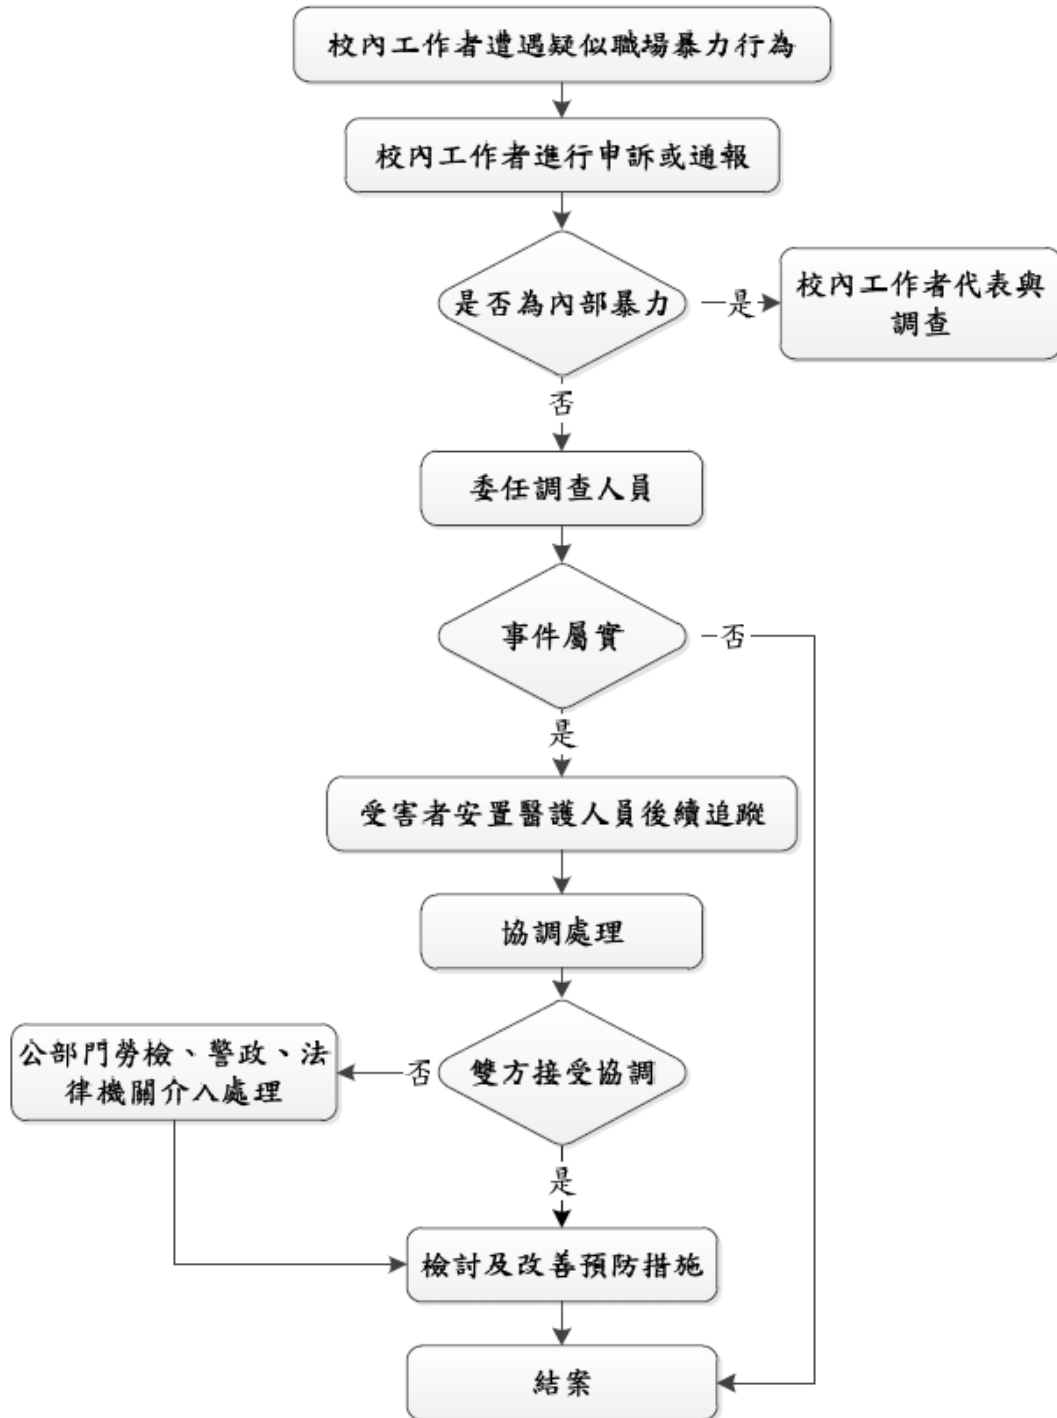 校內工作者遭遇疑似職場暴力行為
校內工作者進行申訴或通報
是否為內部暴力
是
校內工作者代表與
調查
否
委任調查人員
事件屬實
否
是
受害者安置醫護人員後續追蹤
協調處理
公部門勞檢、警政、法
律機關介入處理
否
雙方接受協調
是
檢討及改善預防措施
結案